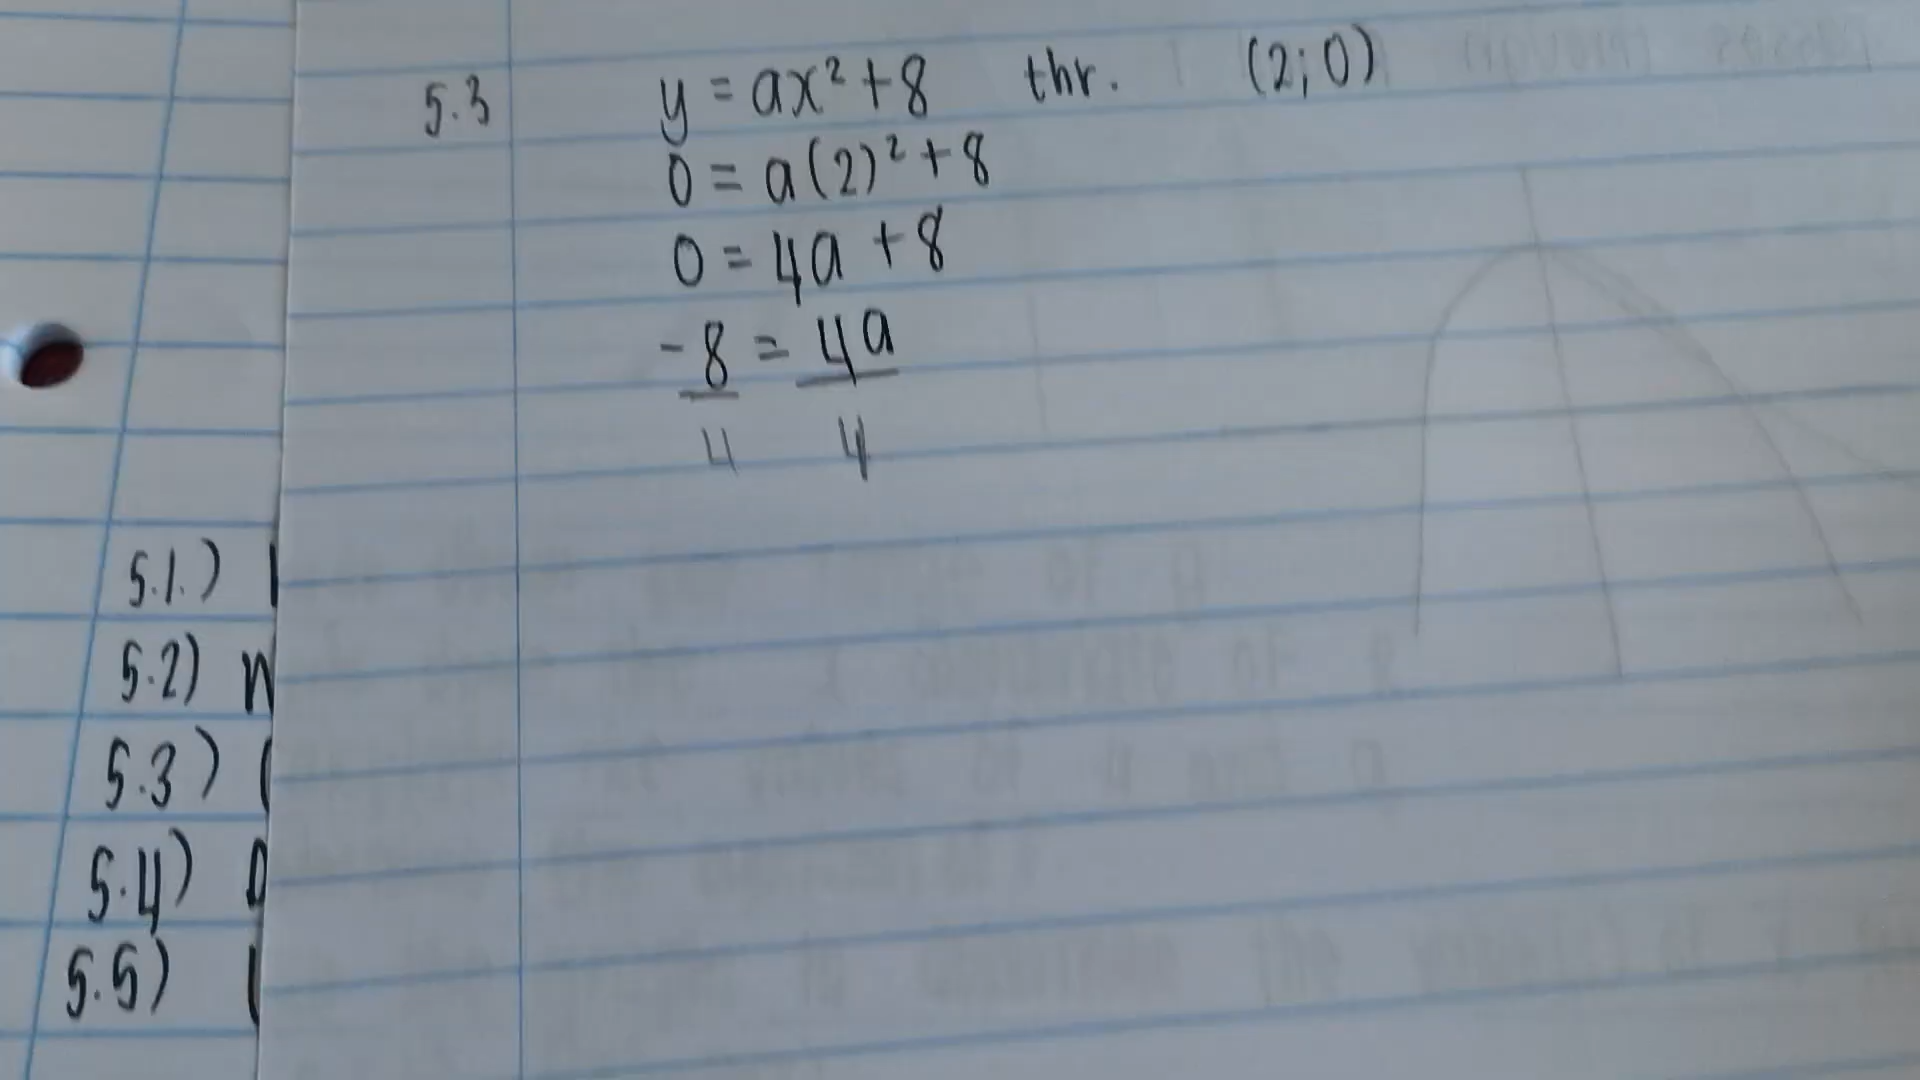 5.3 y = ax² + 8 thr. (2;0)
0 = a(2)² + 8
0 = 4a + 8
-8 = 4a
4 4
5.1.)
5.2)
5.3)
5.4)
5.5)